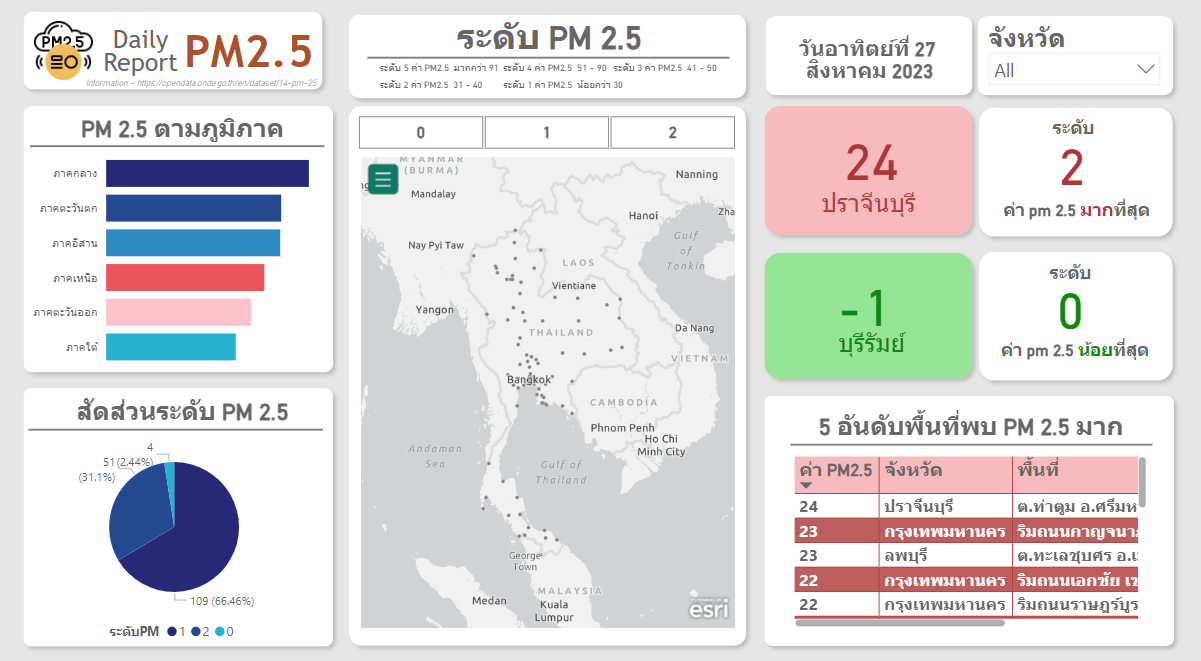 PM2.5
Daily
Report
PM2.5
Information - https://opendata.onde.go.th/en/dataset/14-pm-25
ระดับ PM 2.5
ระดับ 5 ค่า PM2.5 มากกว่า 91 ระดับ 4 ค่า PM2.5 51 - 90 ระดับ 3 ค่า PM2.5 41 - 50
ระดับ 2 ค่า PM2.5 31 - 40 ระดับ 1 ค่า PM2.5 น้อยกว่า 30
วันอาทิตย์ที่ 27
สิงหาคม 2023
จังหวัด
All
PM 2.5 ตามภูมิภาค
ภาคกลาง
ภาคตะวันตก
ภาคอิสาน
ภาคเหนือ
ภาคตะวันออก
ภาคใต้
สัดส่วนระดับ PM 2.5
4
(2.44%)
51
(31.1%)
109 (66.46%)
ระดับPM 1 2 0
0 1 2
MYANMAR
(BURMA)
Nanning
Mandalay
Hanoi
Zha
Nay Pyi Taw
Gulf
of
Tonkin
LAOS
Vientiane
Yangon
THAILAND
Da Nang
VIETNAM
Bangkok
CAMBODIA
Phnom Penh
Ho Chi
Minh City
Andaman
Sea
Gulf of
Thailand
George
Town
MALAYSIA
Medan
Kuala
Lumpur
esri
24
ปราจีนบุรี
ระดับ
2
ค่า pm 2.5 มากที่สุด
-1
บุรีรัมย์
ระดับ
0
ค่า pm 2.5 น้อยที่สุด
5 อันดับพื้นที่พบ PM 2.5 มาก
ค่า PM2.5 จังหวัด พื้นที่
24 ปราจีนบุรี ต.ท่าตูม อ.ศรีมห
23 กรุงเทพมหานคร ริมถนนกาญจนา
23 ลพบุรี ต.ทะเลชุบศร อ.เ
22 กรุงเทพมหานคร ริมถนนเอกชัย เข
22 กรุงเทพมหานคร ริมถนนราษฎร์บูร